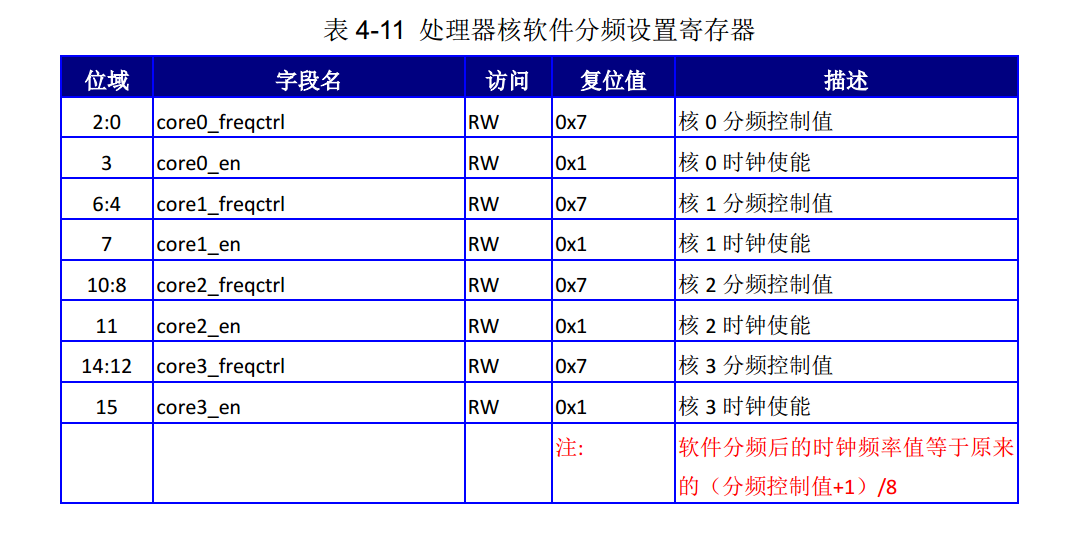 表 4-11 处理器核软件分频设置寄存器
位域 字段名 访问 复位值 描述
2:0 core0_freqctrl RW 0x7 核 0 分频控制值
3 core0_en RW 0x1 核 0 时钟使能
6:4 core1_freqctrl RW 0x7 核 1 分频控制值
7 core1_en RW 0x1 核 1 时钟使能
10:8 core2_freqctrl RW 0x7 核 2 分频控制值
11 core2_en RW 0x1 核 2 时钟使能
14:12 core3_freqctrl RW 0x7 核 3 分频控制值
15 core3_en RW 0x1 核 3 时钟使能
注: 软件分频后的时钟频率值等于原来
的（分频控制值+1）/8